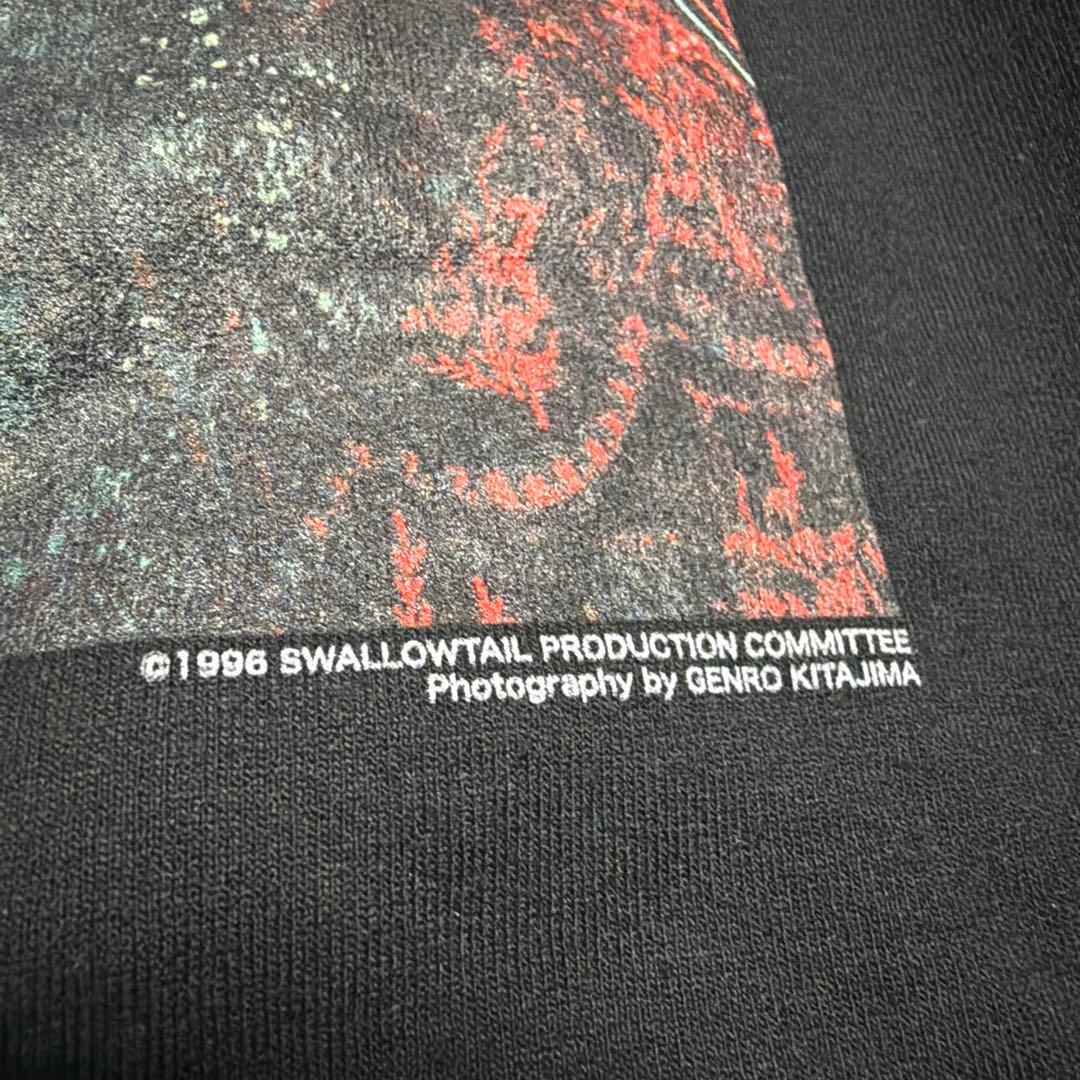 ©1996 SWALLOWTAIL PRODUCTION COMMITTEE
Photography by GENRO KITAJIMA